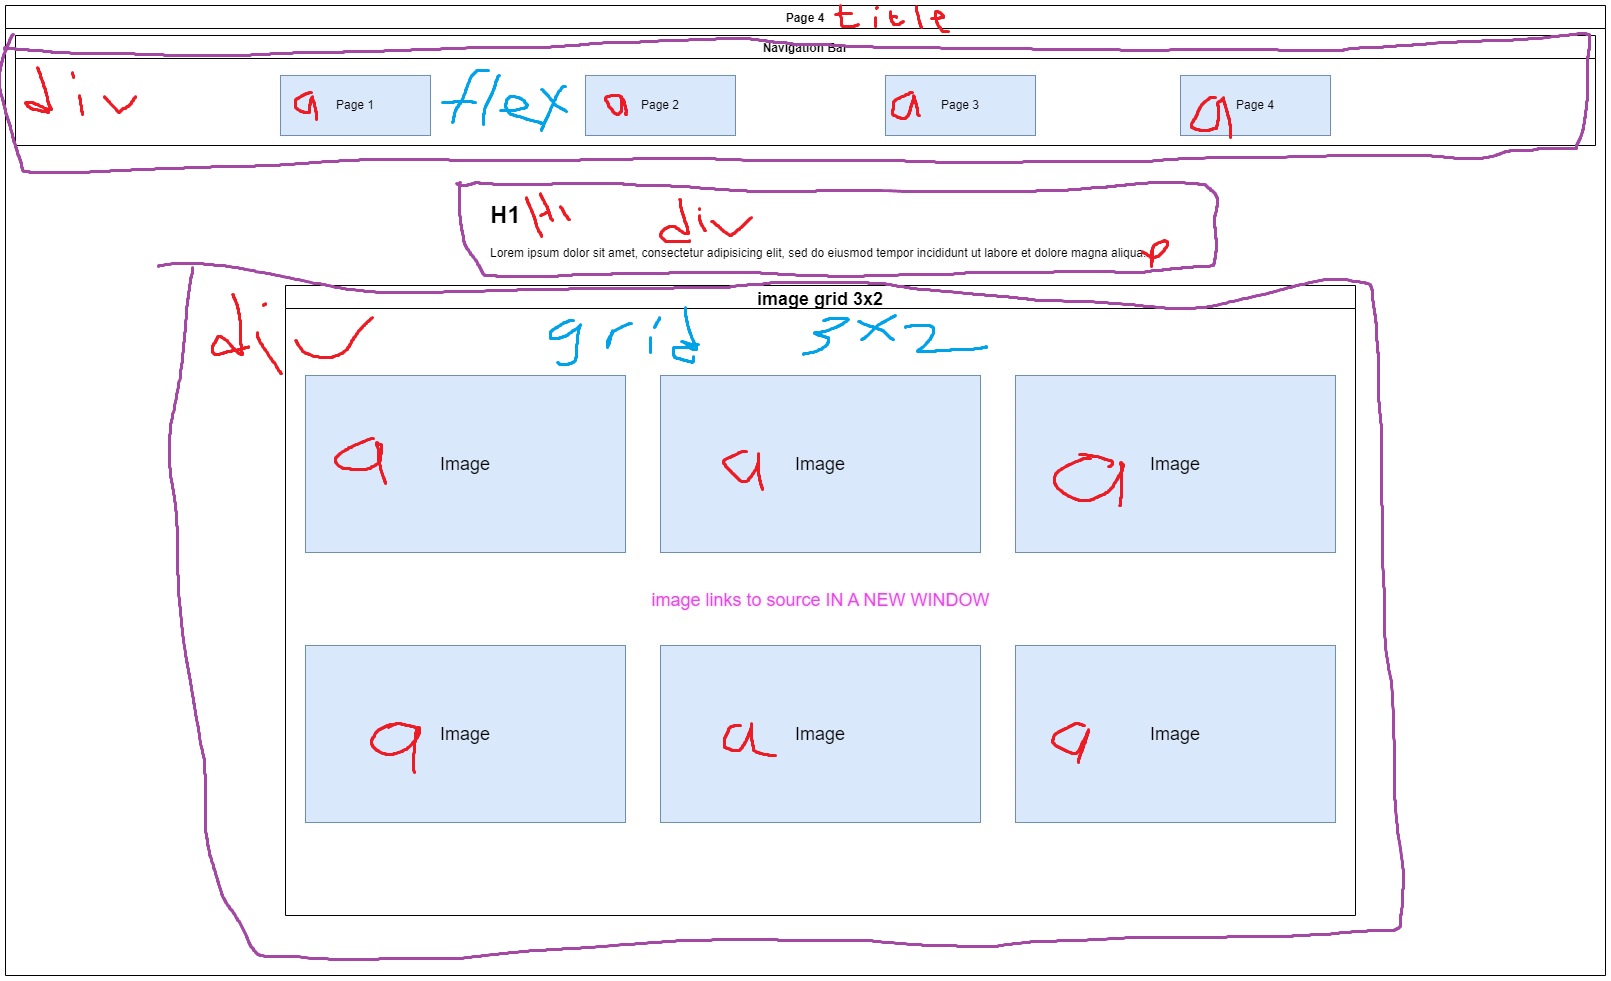 Page 4 title
Navigation Bar
div a Page 1 flex a Page 2 a Page 3 a Page 4
H1 H1 div
Lorem ipsum dolor sit amet, consectetur adipisicing elit, sed do eiusmod tempor incididunt ut labore et dolore magna aliqua. P
image grid 3x2
div grid 3x2
a Image a Image a Image
image links to source IN A NEW WINDOW
a Image a Image a Image